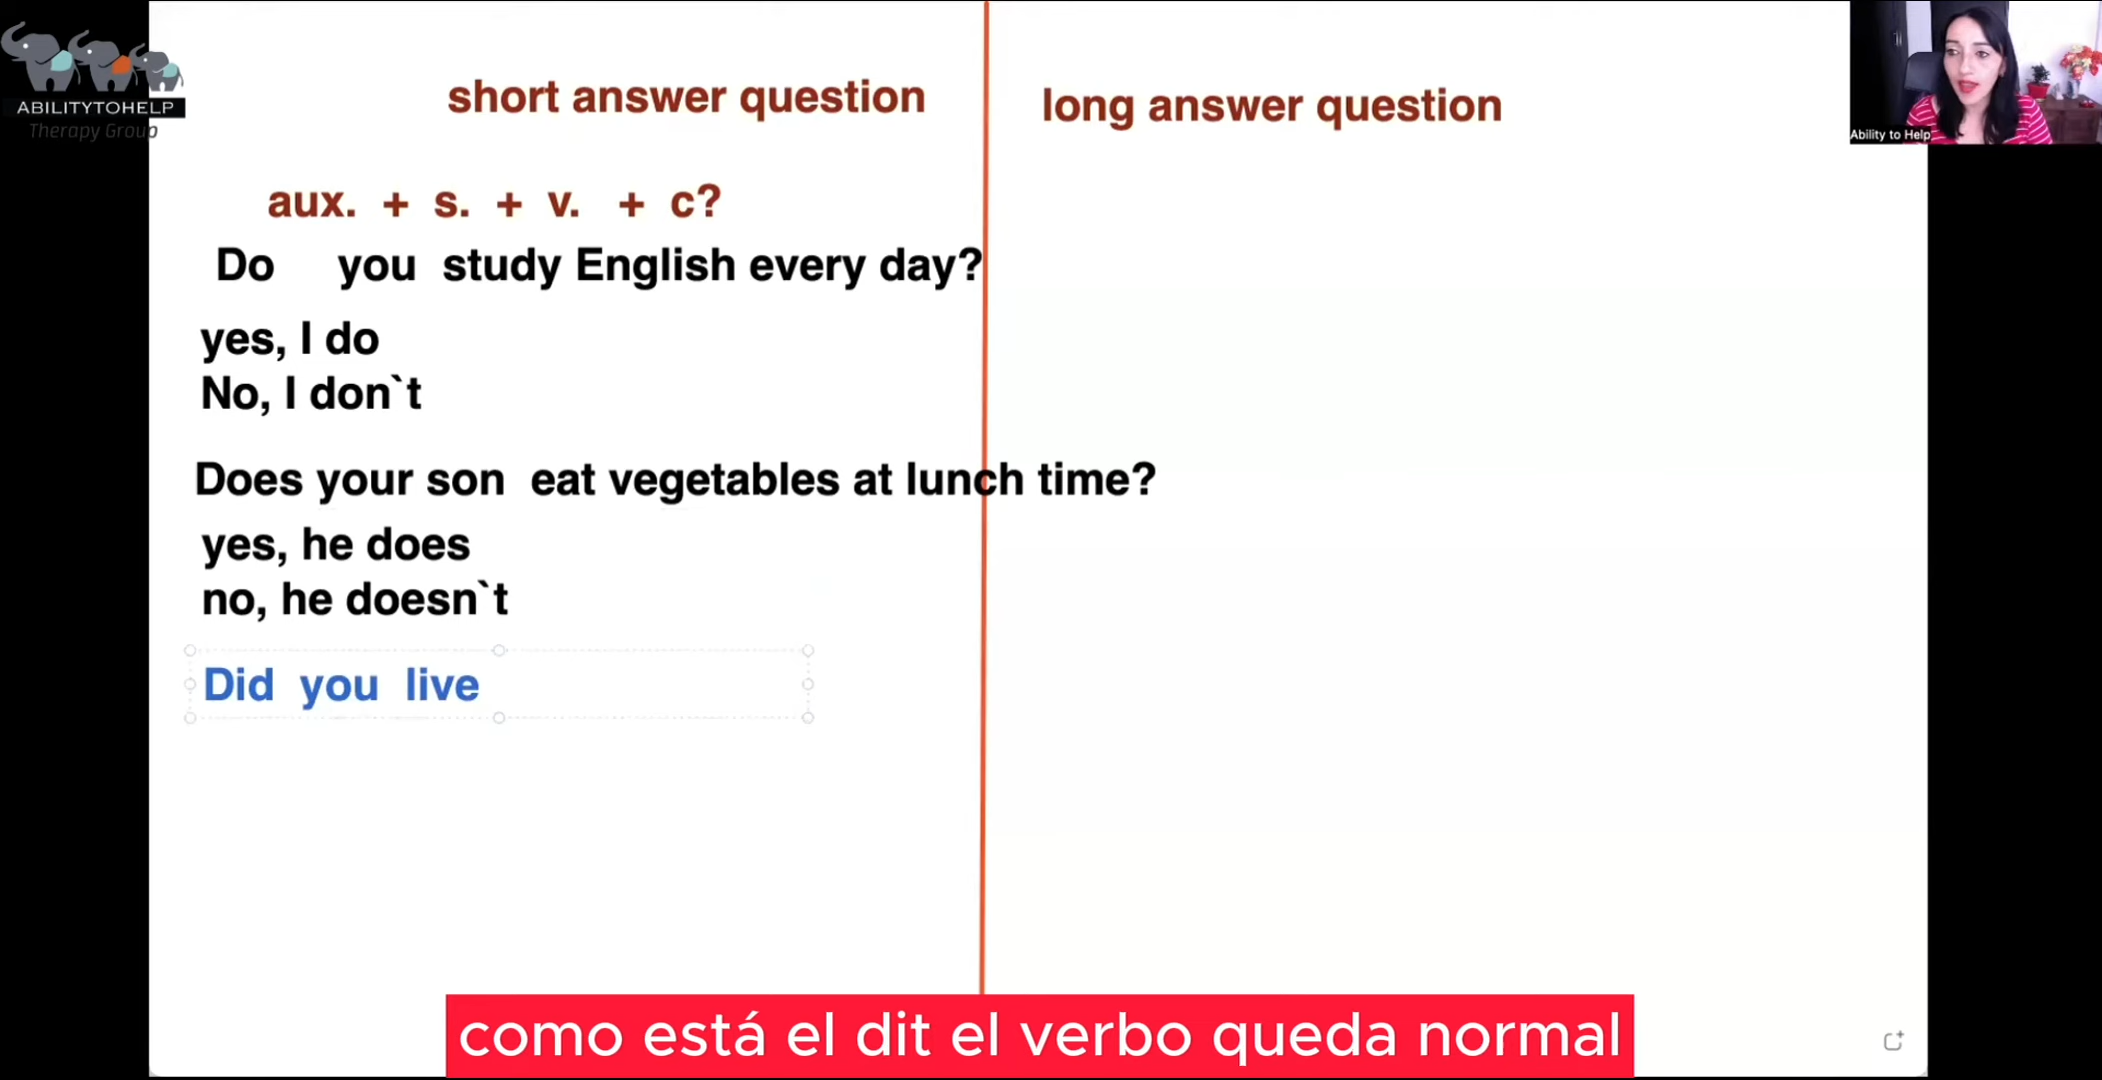 ABILITYTOHELP
Therapy Group
short answer question
long answer question
Ability to Help
aux. + s. + v. + c?
Do you study English every day?
yes, I do
No, I don`t
Does your son eat vegetables at lunch time?
yes, he does
no, he doesn`t
Did you live
como está el dit el verbo queda normal